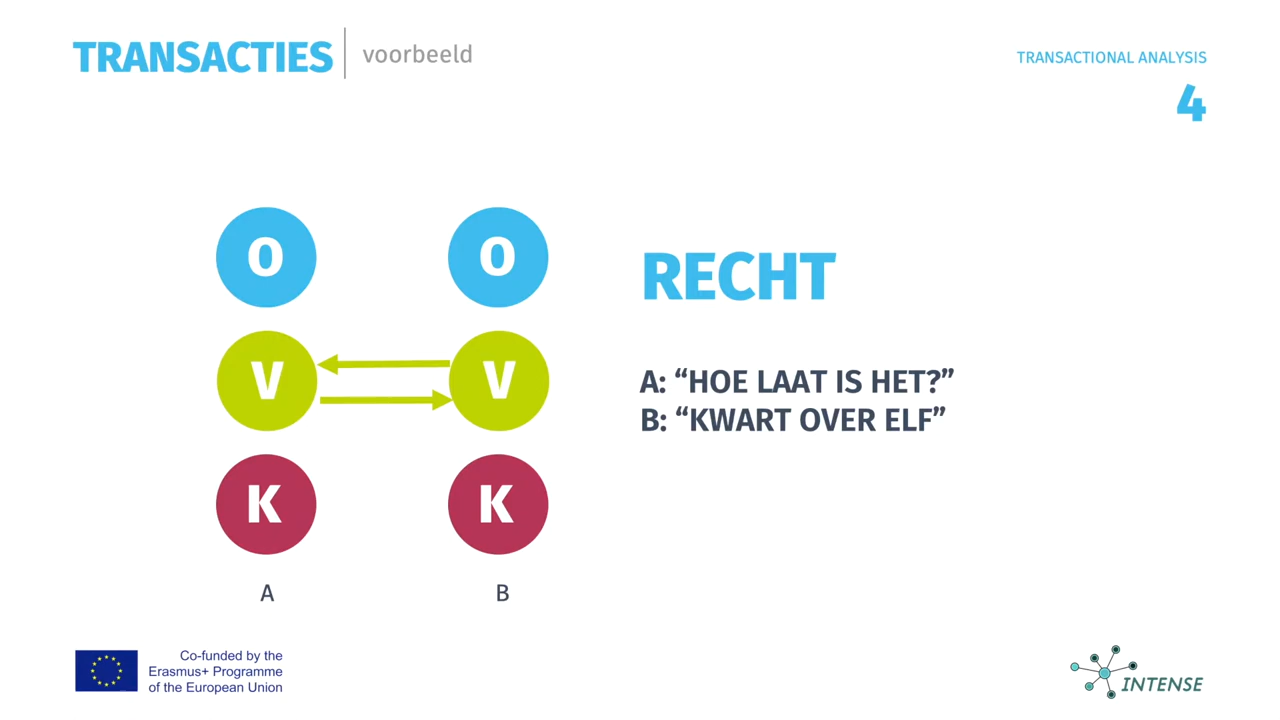 TRANSACTIES
voorbeeld
TRANSACTIONAL ANALYSIS
4
O
O
RECHT
V
V
A: “HOE LAAT IS HET?”
B: “KWART OVER ELF”
K
K
A
B
Co-funded by the
Erasmus+ Programme
of the European Union
INTENSE